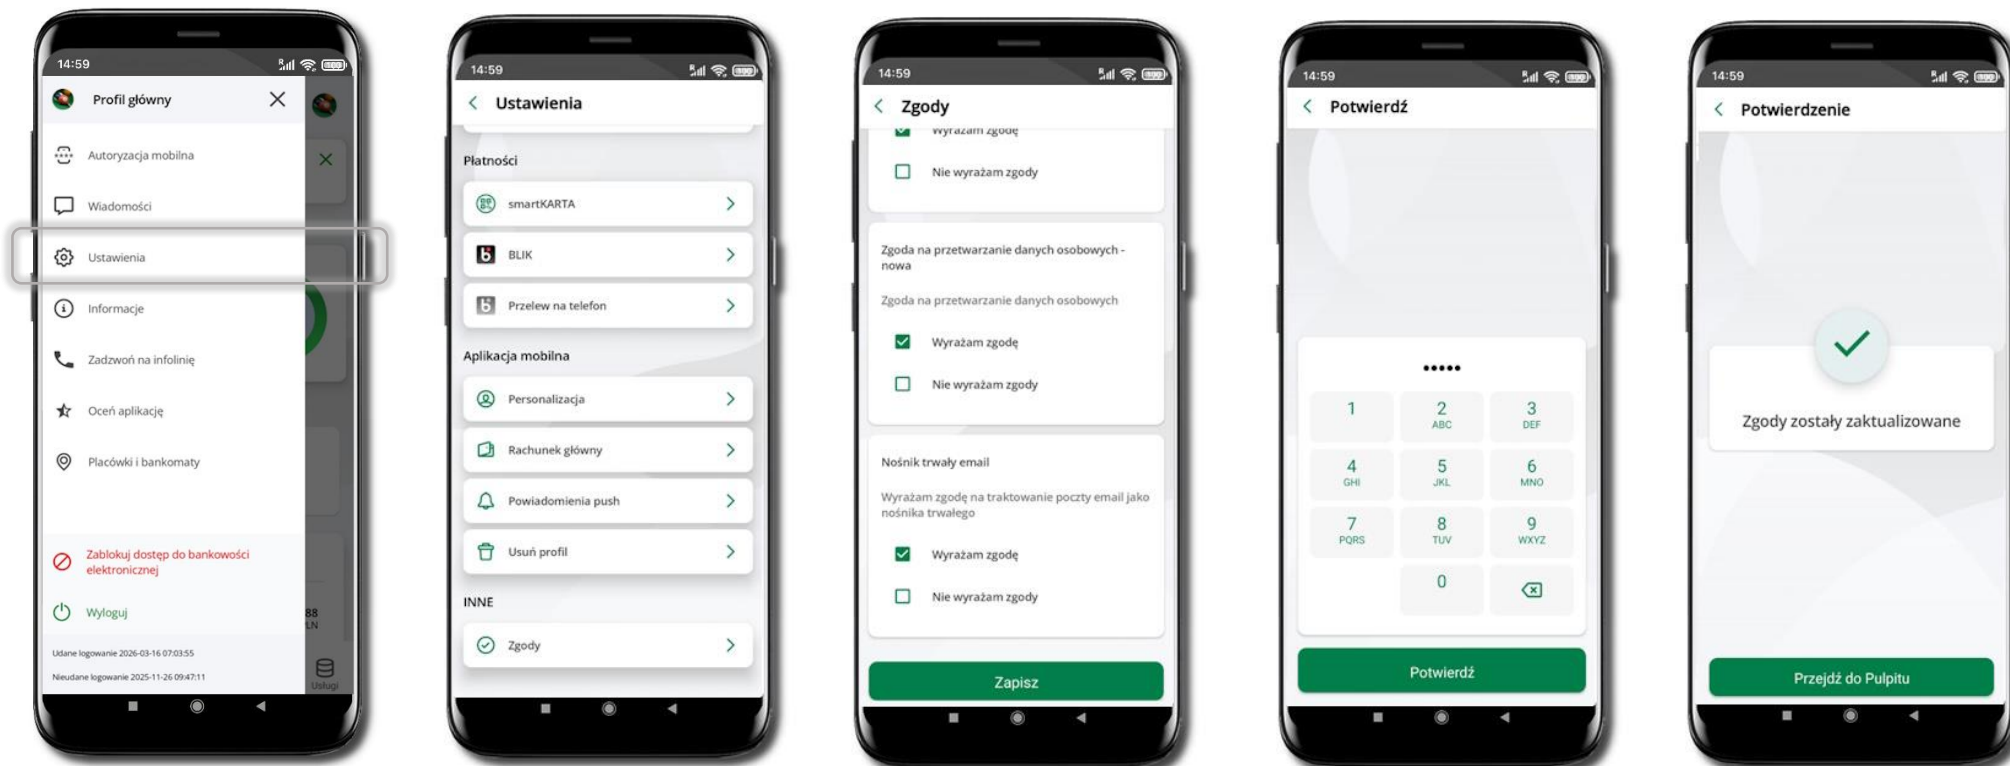 14:59
Profil główny
Autoryzacja mobilna
Wiadomości
Ustawienia
Informacje
Zadzwoń na infolinię
Oceń aplikację
Placówki i bankomaty
Zablokuj dostęp do bankowości
elektronicznej
Wyloguj
88
LN
Udane logowanie 2026-03-16 07:03:55
Nieudane logowanie 2025-11-26 09:47:11
Usługi
14:59
Ustawienia
Płatności
smartKARTA
BLIK
Przelew na telefon
Aplikacja mobilna
Personalizacja
Rachunek główny
Powiadomienia push
Usuń profil
INNE
Zgody
14:59
Zgody
Wyrażam zgodę
Nie wyrażam zgody
Zgoda na przetwarzanie danych osobowych -
nowa
Zgoda na przetwarzanie danych osobowych
Wyrażam zgodę
Nie wyrażam zgody
Nośnik trwały email
Wyrażam zgodę na traktowanie poczty email jako
nośnika trwałego
Wyrażam zgodę
Nie wyrażam zgody
Zapisz
14:59
Potwierdź
•••••
1 2 3
ABC DEF
4 5 6
GHI JKL MNO
7 8 9
PQRS TUV WXYZ
0
Potwierdź
14:59
Potwierdzenie
Zgody zostały zaktualizowane
Przejdź do Pulpitu